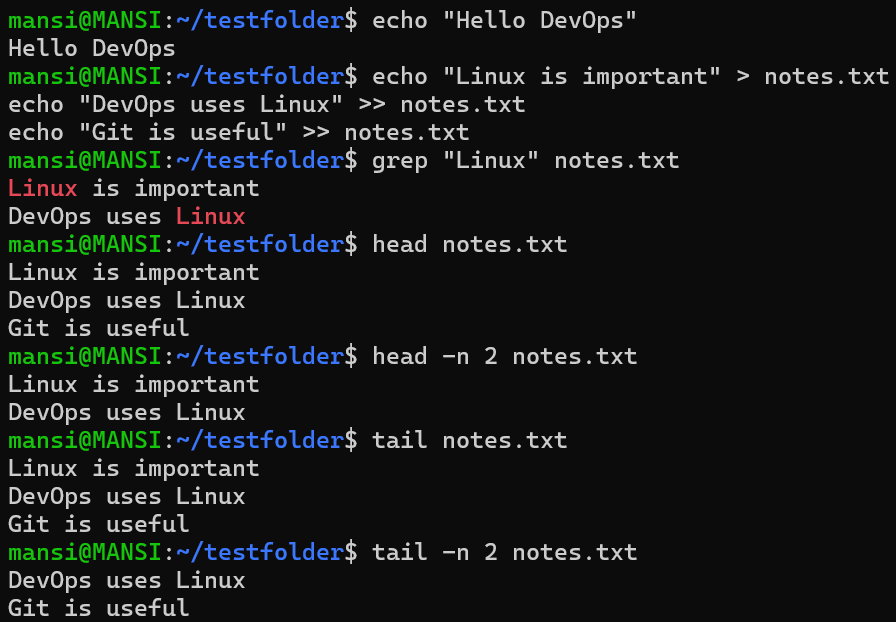 mansi@MANSI:~/testfolder$ echo "Hello DevOps"
Hello DevOps
mansi@MANSI:~/testfolder$ echo "Linux is important" > notes.txt
echo "DevOps uses Linux" >> notes.txt
echo "Git is useful" >> notes.txt
mansi@MANSI:~/testfolder$ grep "Linux" notes.txt
Linux is important
DevOps uses Linux
mansi@MANSI:~/testfolder$ head notes.txt
Linux is important
DevOps uses Linux
Git is useful
mansi@MANSI:~/testfolder$ head -n 2 notes.txt
Linux is important
DevOps uses Linux
mansi@MANSI:~/testfolder$ tail notes.txt
Linux is important
DevOps uses Linux
Git is useful
mansi@MANSI:~/testfolder$ tail -n 2 notes.txt
DevOps uses Linux
Git is useful